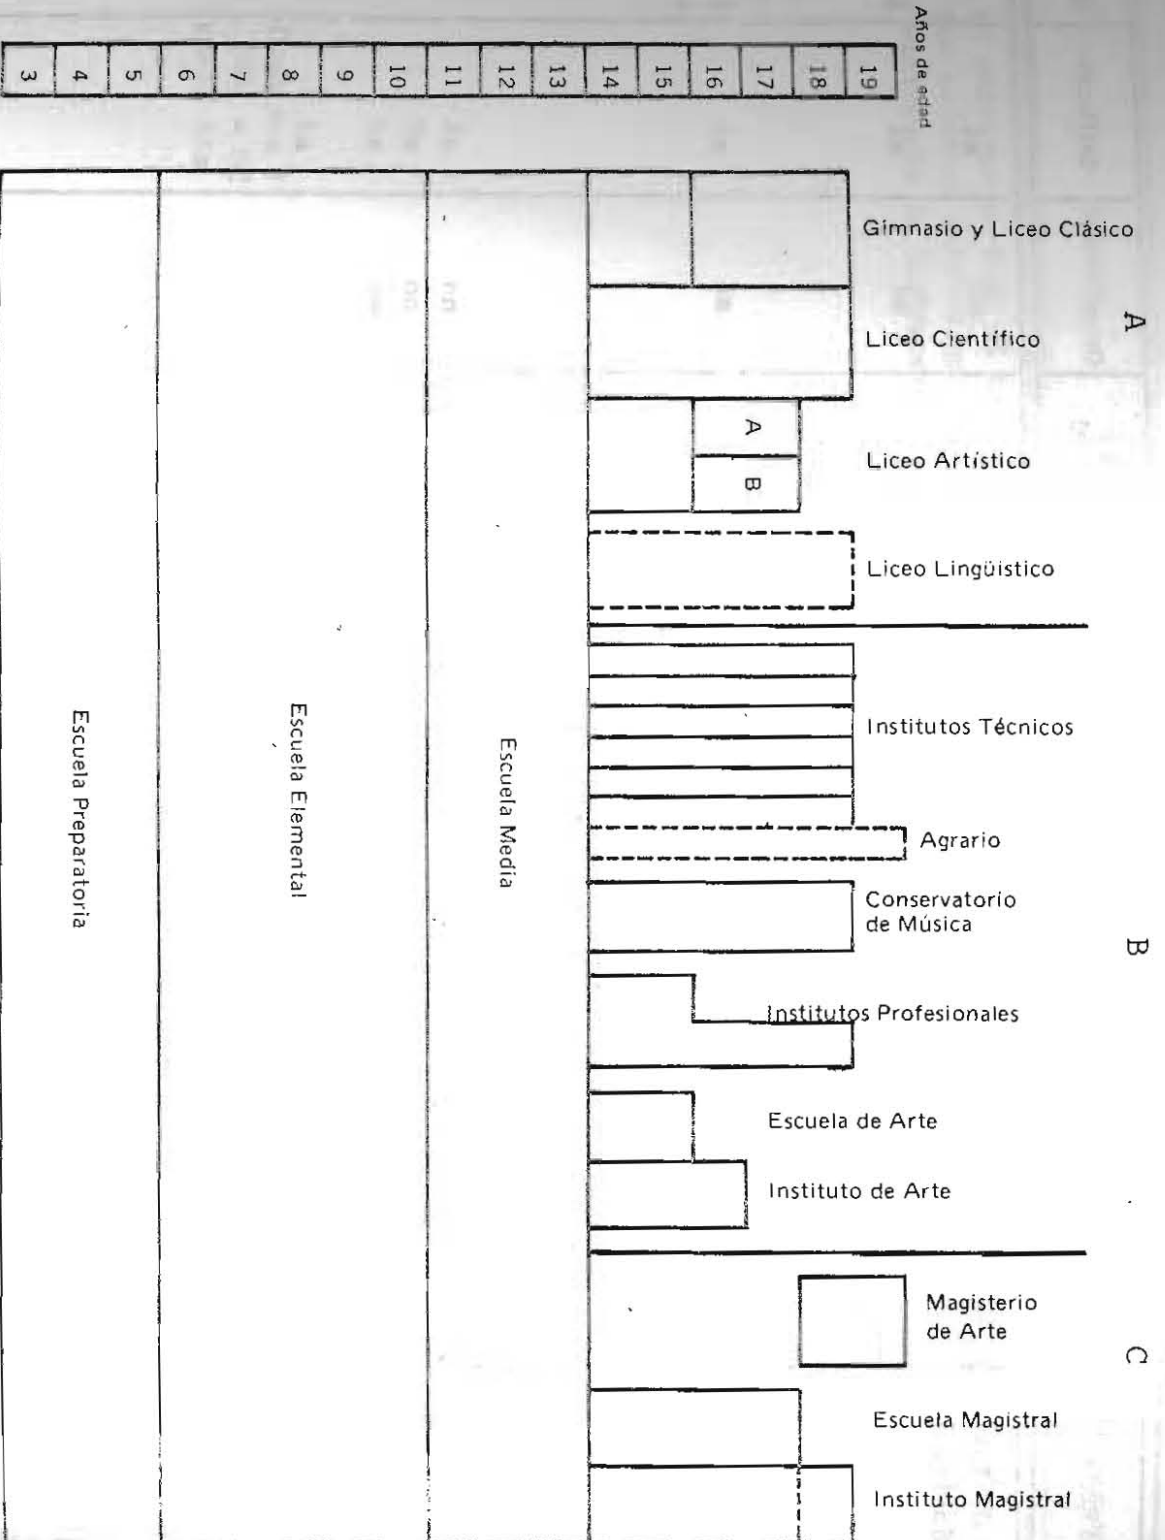 Años de edad
19
18
17
16
15
14
13
12
11
10
9
8
7
6
5
4
3
A
Gimnasio y Liceo Clásico
Liceo Científico
Liceo Artístico
A
B
Liceo Lingüistico
B
Institutos Técnicos
Agrario
Conservatorio
de Música
Institutos Profesionales
Escuela de Arte
Instituto de Arte
C
Magisterio
de Arte
Escuela Magistral
Instituto Magistral
Escuela Media
Escuela Elemental
Escuela Preparatoria